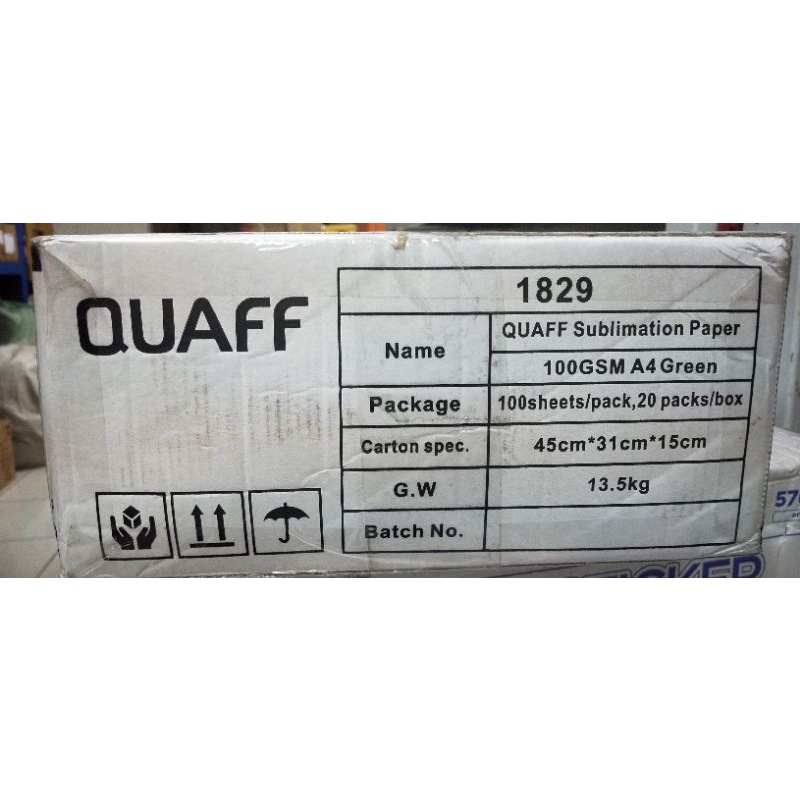 QUAFF
1829
Name
QUAFF Sublimation Paper
100GSM A4 Green
Package
100sheets/pack,20 packs/box
Carton spec.
45cm*31cm*15cm
G.W
13.5kg
Batch No.